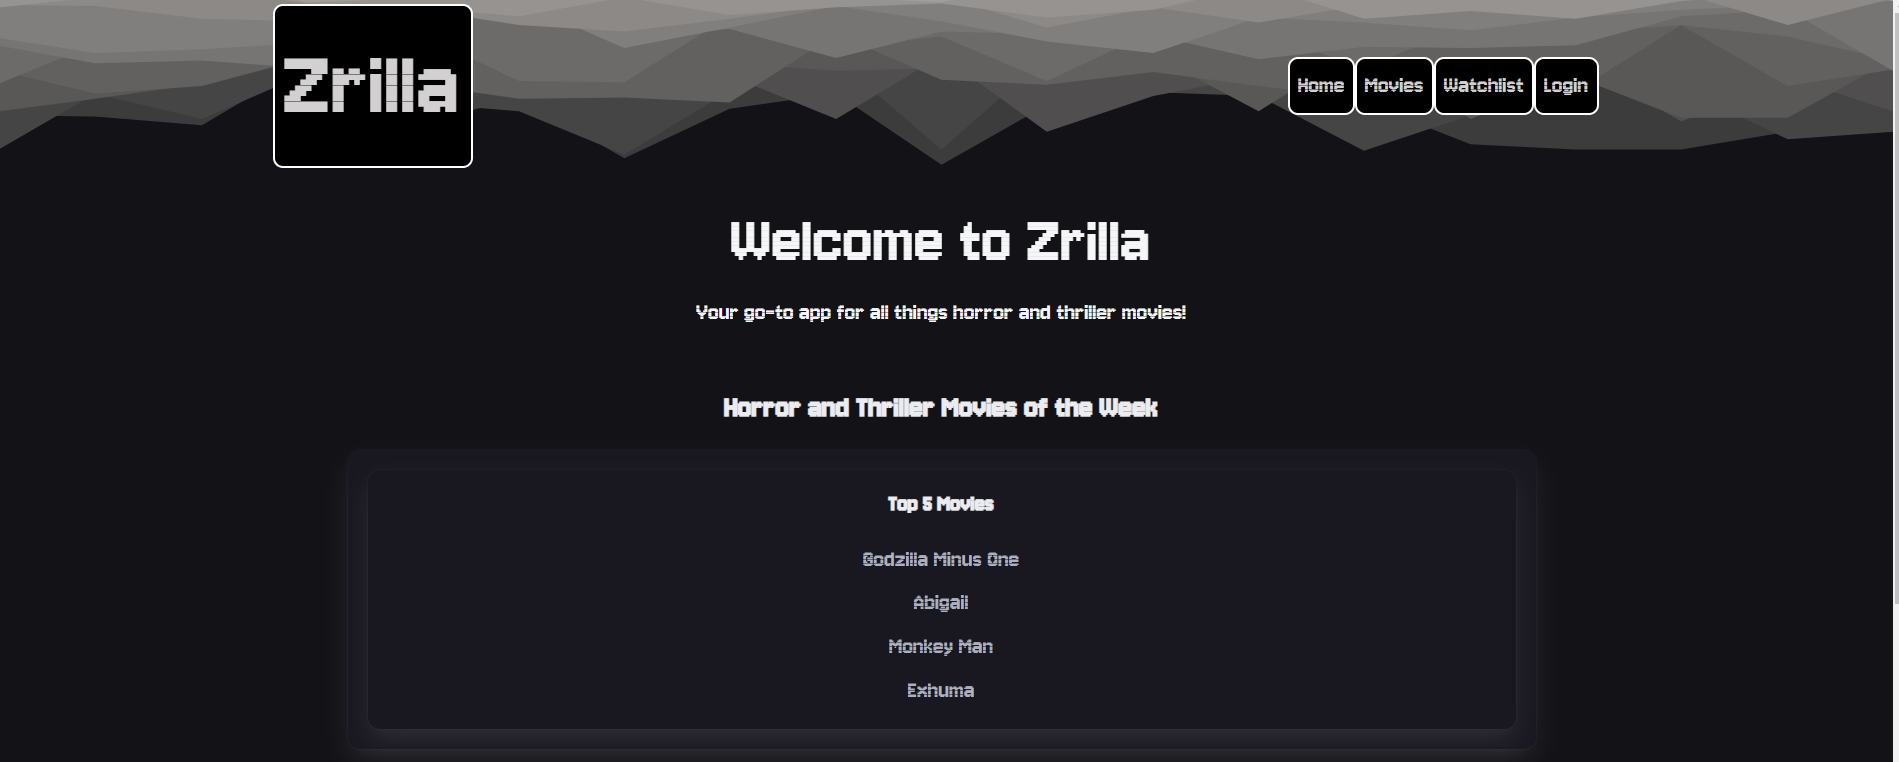 Zrilla
Home Movies Watchlist Login
Welcome to Zrilla
Your go-to app for all things horror and thriller movies!
Horror and Thriller Movies of the Week
Top 5 Movies
Godzilla Minus One
Abigail
Monkey Man
Exhuma